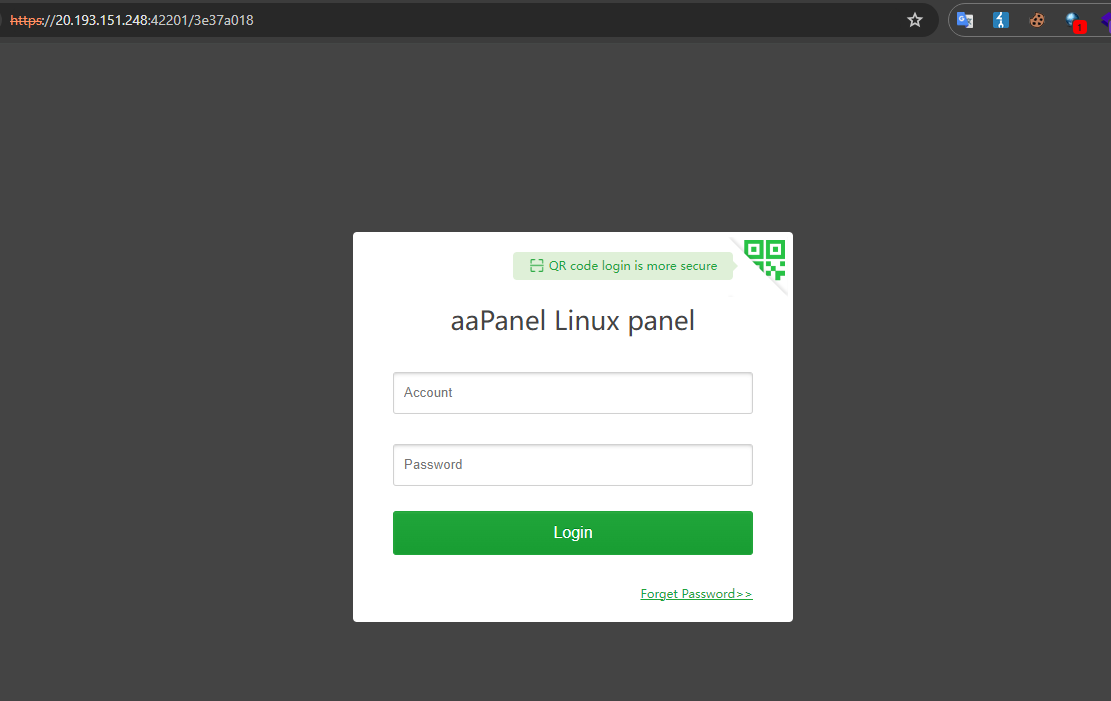 https://20.193.151.248:42201/3e37a018
QR code login is more secure
aaPanel Linux panel
Account
Password
Login
Forget Password>>